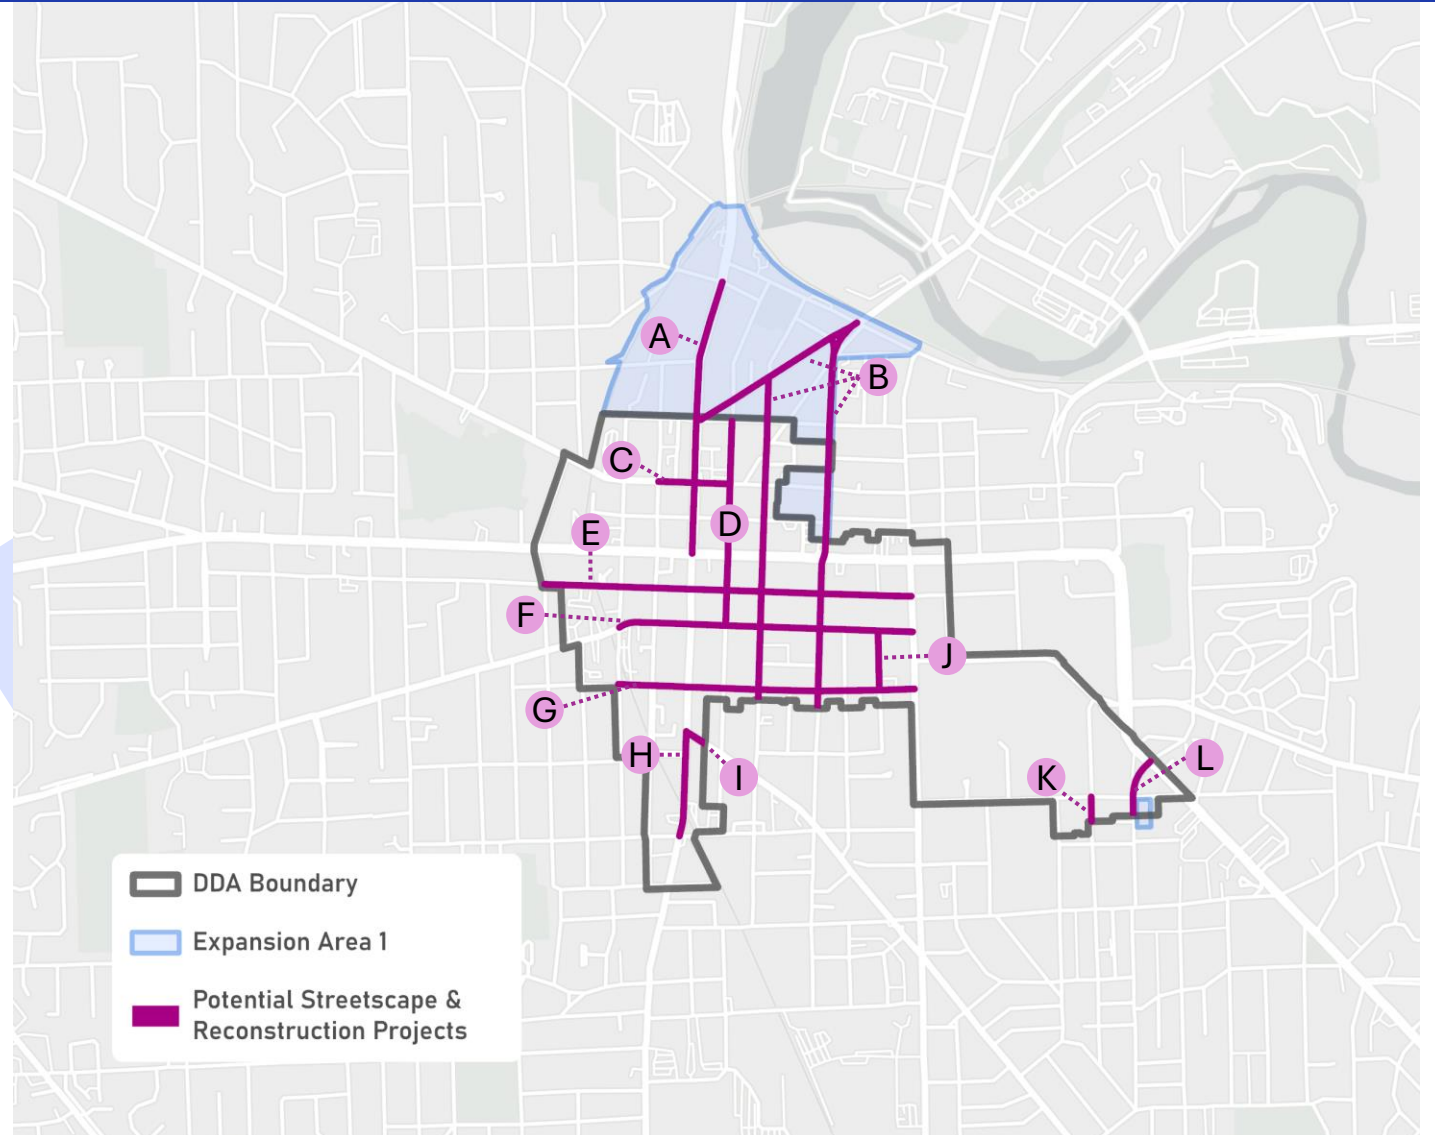 A
B
C
D
E
F
J
G
H
I
K
L
DDA Boundary
Expansion Area 1
Potential Streetscape &
Reconstruction Projects